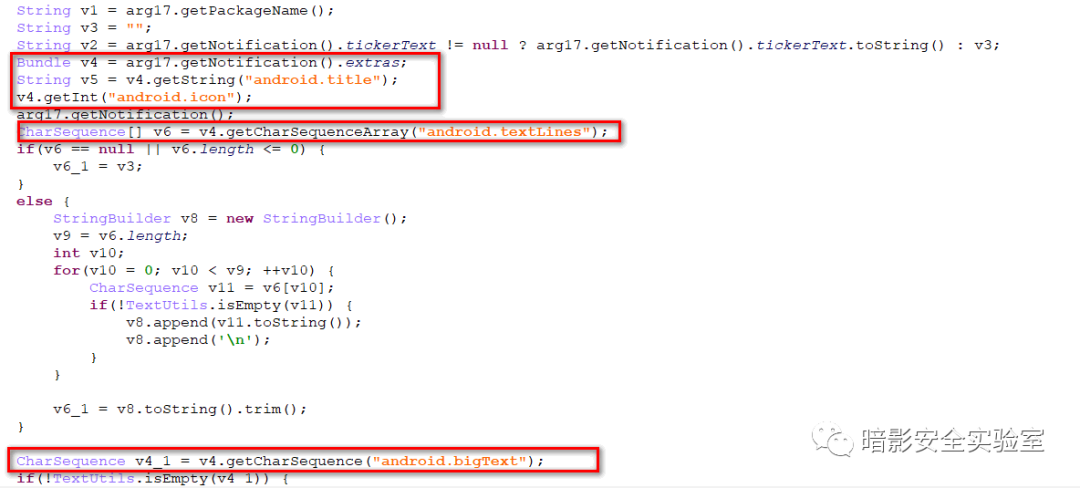 String v1 = arg17.getPackageName();
String v3 = "";
String v2 = arg17.getNotification().tickerText != null ? arg17.getNotification().tickerText.toString() : v3;
Bundle v4 = arg17.getNotification().extras;
String v5 = v4.getString("android.title");
v4.getInt("android.icon");
arg17.getNotification();
CharSequence[] v6 = v4.getCharSequenceArray("android.textLines");
if(v6 == null || v6.length <= 0) {
    v6_1 = v3;
}
else {
    StringBuilder v8 = new StringBuilder();
    v9 = v6.length;
    int v10;
    for(v10 = 0; v10 < v9; ++v10) {
        CharSequence v11 = v6[v10];
        if(!TextUtils.isEmpty(v11)) {
            v8.append(v11.toString());
            v8.append('\n');
        }
    }
    v6_1 = v8.toString().trim();
}
CharSequence v4_1 = v4.getCharSequence("android.bigText");
if(!TextUtils.isEmpty(v4_1)) {
暗影安全实验室